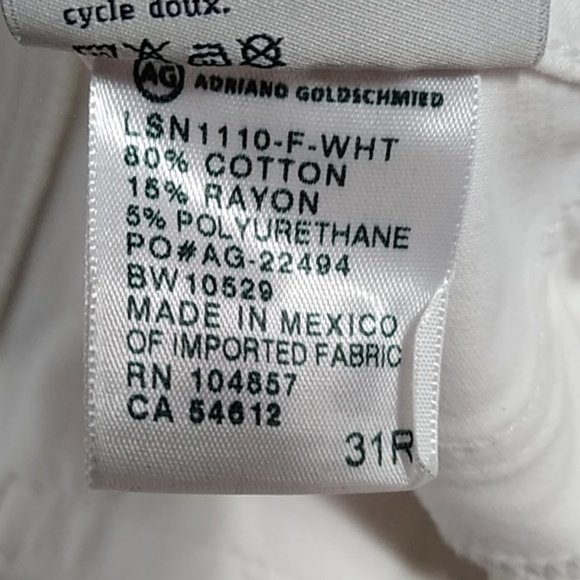 cycle doux.
AG ADRIANO GOLDSCHMIED
LSN1110-F-WHT
80% COTTON
15% RAYON
5% POLYURETHANE
PO#AG-22494
BW10529
MADE IN MEXICO
OF IMPORTED FABRIC
RN 104857
CA 54612
31R